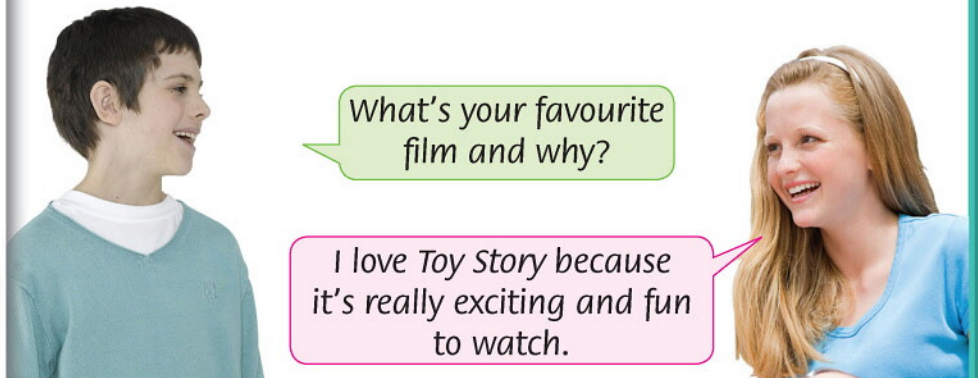 What's your favourite
film and why?
I love Toy Story because
it's really exciting and fun
to watch.